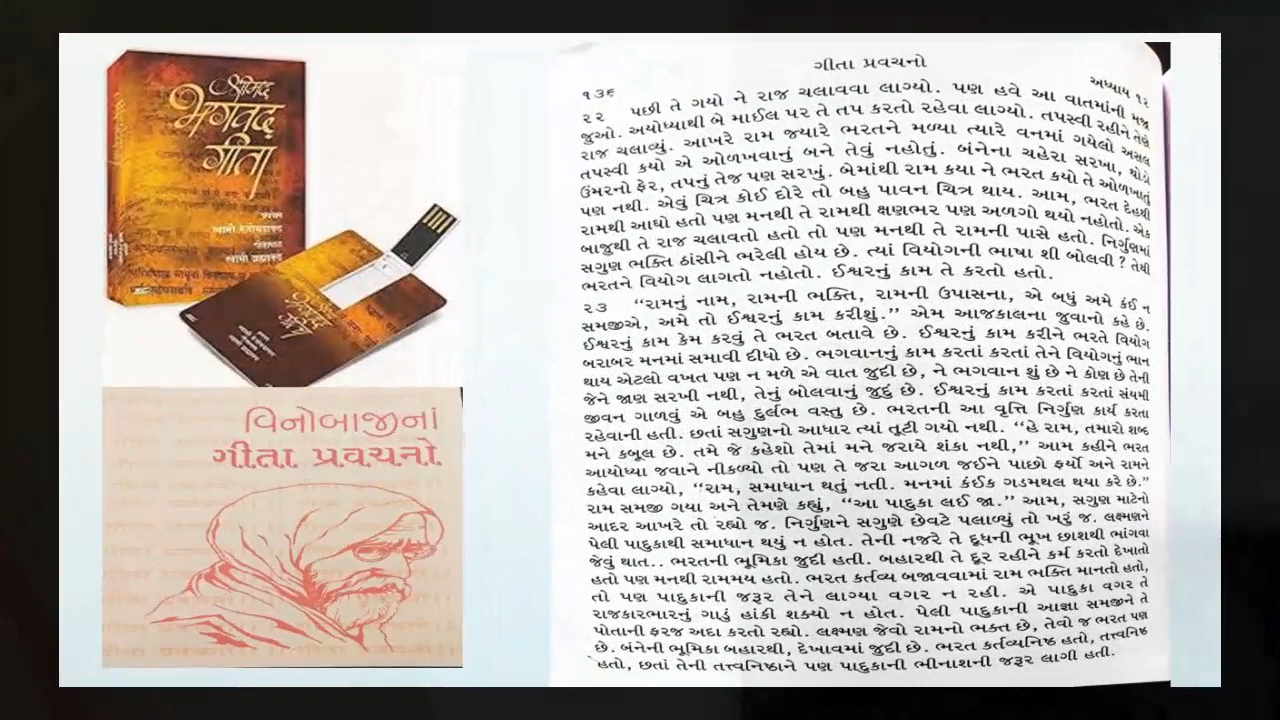 श्रीमद्
भगवद्
गीता
प्रवचन
श्रीमद्
भगवद्
गीता
વિનોબાજીનાં
ગીતા પ્રવચનો
ગીતા પ્રવચનો
૧૩૬
અધ્યાય ૧૨
૨૨ પછી તે ગયો ને રાજ ચલાવવા લાગ્યો. પણ હવે આ વાતમાંની મજા
જુઓ. અયોધ્યાથી બે માઈલ પર તે તપ કરતો રહેવા લાગ્યો. તપસ્વી રહીને તેણે
રાજ ચલાવ્યું. આખરે રામ જ્યારે ભરતને મળ્યા ત્યારે વનમાં ગયેલો અસલ
તપસ્વી કયો એ ઓળખવાનું બને તેવું નહોતું. બંનેના ચહેરા સરખા, થોડો
ઉંમરનો ફેર, તપનું તેજ પણ સરખું. બેમાંથી રામ કયા ને ભરત કયો તે ઓળખાતું
પણ નથી. એવું ચિત્ર કોઈ દોરે તો બહુ પાવન ચિત્ર થાય. આમ, ભરત દેહથી
રામથી આઘો હતો પણ મનથી તે રામથી ક્ષણભર પણ અળગો થયો નહોતો. એક
બાજુથી તે રાજ ચલાવતો હતો તો પણ મનથી તે રામની પાસે હતો. નિર્ગુણમાં
સગુણ ભક્તિ ઠાંસીને ભરેલી હોય છે. ત્યાં વિયોગની ભાષા શી બોલવી ? તેથી
ભરતને વિયોગ લાગતો નહોતો. ઈશ્વરનું કામ તે કરતો હતો.
૨૩ “રામનું નામ, રામની ભક્તિ, રામની ઉપાસના, એ બધું અમે કંઈ ન
સમજીએ, અમે તો ઈશ્વરનું કામ કરીશું.” એમ આજકાલના જુવાનો કહે છે.
ઈશ્વરનું કામ કેમ કરવું તે ભરત બતાવે છે. ઈશ્વરનું કામ કરીને ભરતે વિયોગ
બરાબર મનમાં સમાવી દીધો છે. ભગવાનનું કામ કરતાં કરતાં તેને વિયોગનું ભાન
થાય એટલો વખત પણ ન મળે એ વાત જુદી છે, ને ભગવાન શું છે ને કોણ છે તેની
જેને જાણ સરખી નથી, તેનું બોલવાનું જુદું છે. ઈશ્વરનું કામ કરતાં કરતાં સંયમી
જીવન ગાળવું એ બહુ દુર્લભ વસ્તુ છે. ભરતની આ વૃત્તિ નિર્ગુણ કાર્ય કરતા
રહેવાની હતી. છતાં સગુણનો આધાર ત્યાં તૂટી ગયો નથી. “હે રામ, તમારો શબ્દ
મને કબૂલ છે. તમે જે કહેશો તેમાં મને જરાયે શંકા નથી,” આમ કહીને ભરત
આયોધ્યા જવાને નીકળ્યો તો પણ તે જરા આગળ જઈને પાછો ફર્યો અને રામને
કહેવા લાગ્યો, “રામ, સમાધાન થતું નતી. મનમાં કંઈક ગડમથલ થયા કરે છે.”
રામ સમજી ગયા અને તેમણે કહ્યું, “આ પાદુકા લઈ જા.” આમ, સગુણ માટેનો
આદર આખરે તો રહ્યો જ. નિર્ગુણને સગુણે છેવટે પલાળ્યું તો ખરું જ. લક્ષ્મણને
પેલી પાદુકાથી સમાધાન થયું ન હોત. તેની નજરે તે દૂધની ભૂખ છાશથી ભાંગવા
જેવું થાત.. ભરતની ભૂમિકા જુદી હતી. બહારથી તે દૂર રહીને કર્મ કરતો દેખાતો
હતો પણ મનથી રામમય હતો. ભરત કર્તવ્ય બજાવવામાં રામ ભક્તિ માનતો હતો,
તો પણ પાદુકાની જરૂર તેને લાગ્યા વગર ન રહી. એ પાદુકા વગર તે
રાજકારભારનું ગાડું હાંકી શક્યો ન હોત. પેલી પાદુકાની આજ્ઞા સમજીને તે
પોતાની ફરજ અદા કરતો રહ્યો. લક્ષ્મણ જેવો રામનો ભક્ત છે, તેવો જ ભરત પણ
છે. બંનેની ભૂમિકા બહારથી, દેખાવમાં જુદી છે. ભરત કર્તવ્યનિષ્ઠ હતો, તત્ત્વનિષ્ઠ
હતો, છતાં તેની તત્ત્વનિષ્ઠાને પણ પાદુકાની ભીનાશની જરૂર લાગી હતી.